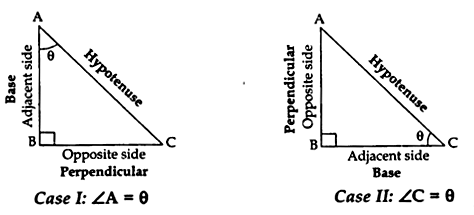 A
θ
Base
Adjacent side
Hypotenuse
B
C
Opposite side
Perpendicular
Case I: ∠A = θ
A
Perpendicular
Opposite side
Hypotenuse
θ
B
C
Adjacent side
Base
Case II: ∠C = θ